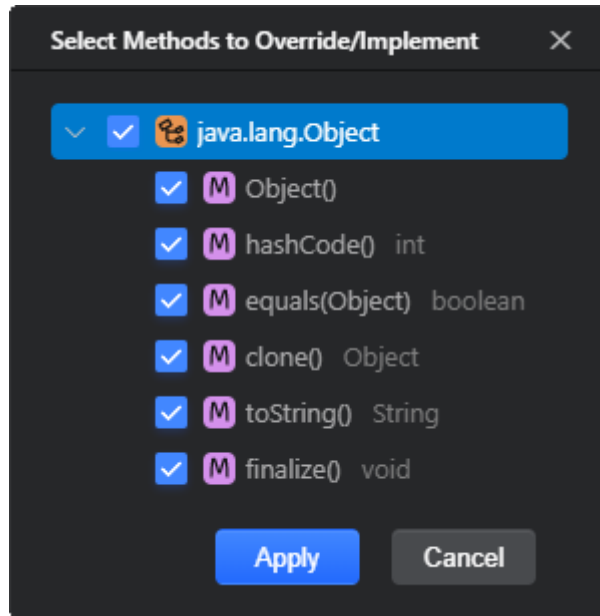 Select Methods to Override/Implement
java.lang.Object
M Object()
M hashCode() int
M equals(Object) boolean
M clone() Object
M toString() String
M finalize() void
Apply Cancel